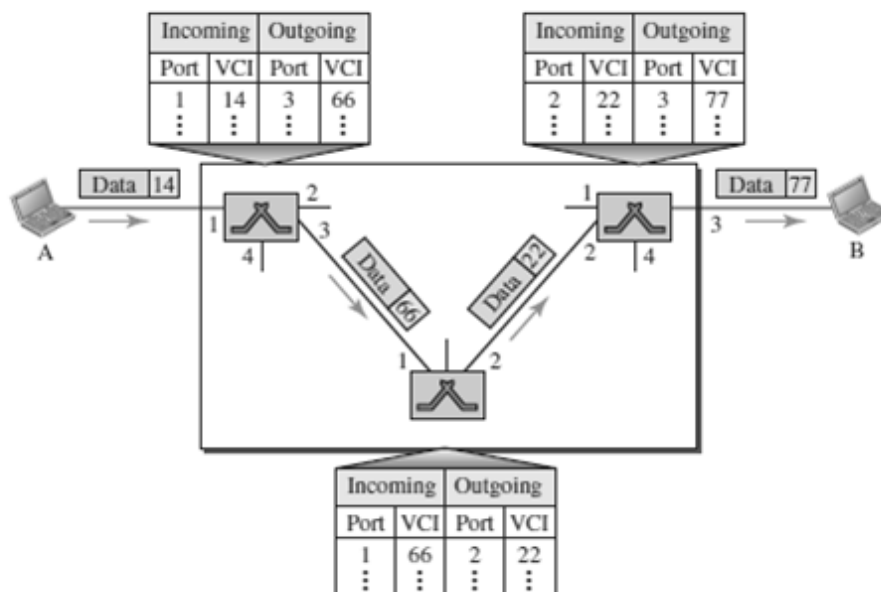 Incoming Outgoing
Port VCI Port VCI
1 14 3 66
⋮ ⋮ ⋮ ⋮
Incoming Outgoing
Port VCI Port VCI
2 22 3 77
⋮ ⋮ ⋮ ⋮
Data 14
A
1
2
3
4
Data 66
1
2
Data 22
1
2
3
4
Data 77
B
Incoming Outgoing
Port VCI Port VCI
1 66 2 22
⋮ ⋮ ⋮ ⋮